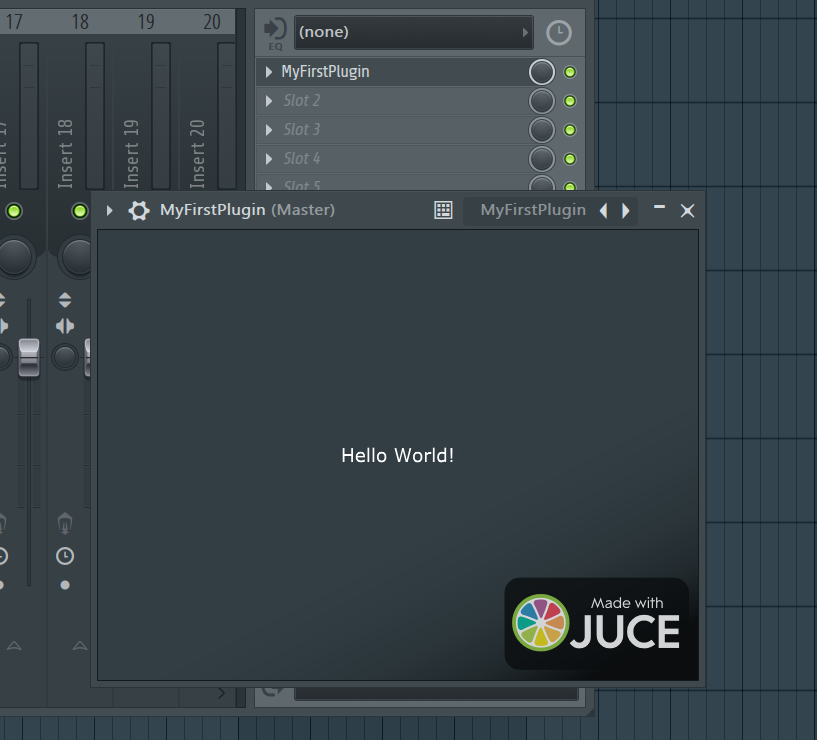 17 18 19 20
(none)
EQ
MyFirstPlugin
Slot 2
Slot 3
Slot 4
Slot 5
Insert 17
Insert 18
Insert 19
Insert 20
MyFirstPlugin (Master)
MyFirstPlugin
Hello World!
Made with
JUCE